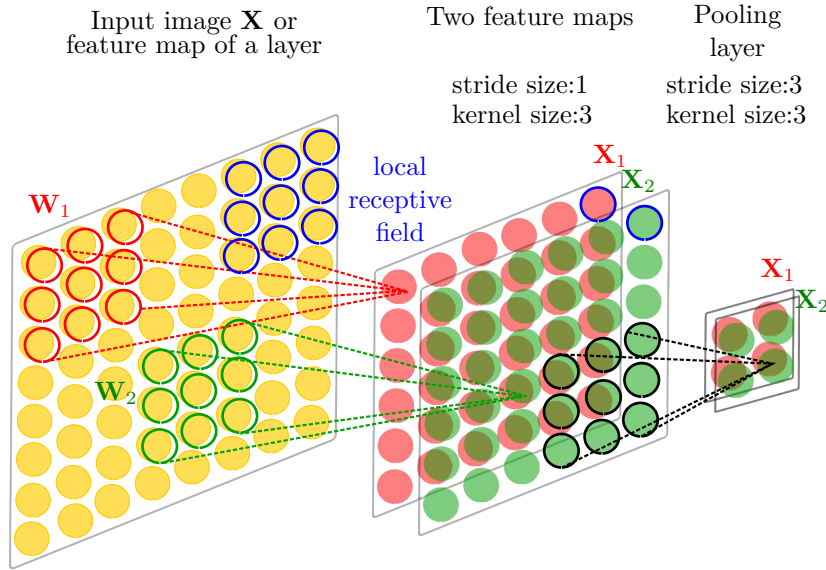 Input image X or
feature map of a layer
Two feature maps
stride size:1
kernel size:3
Pooling
layer
stride size:3
kernel size:3
local
receptive
field
W₁
W₂
X₁
X₂
X₁
X₂